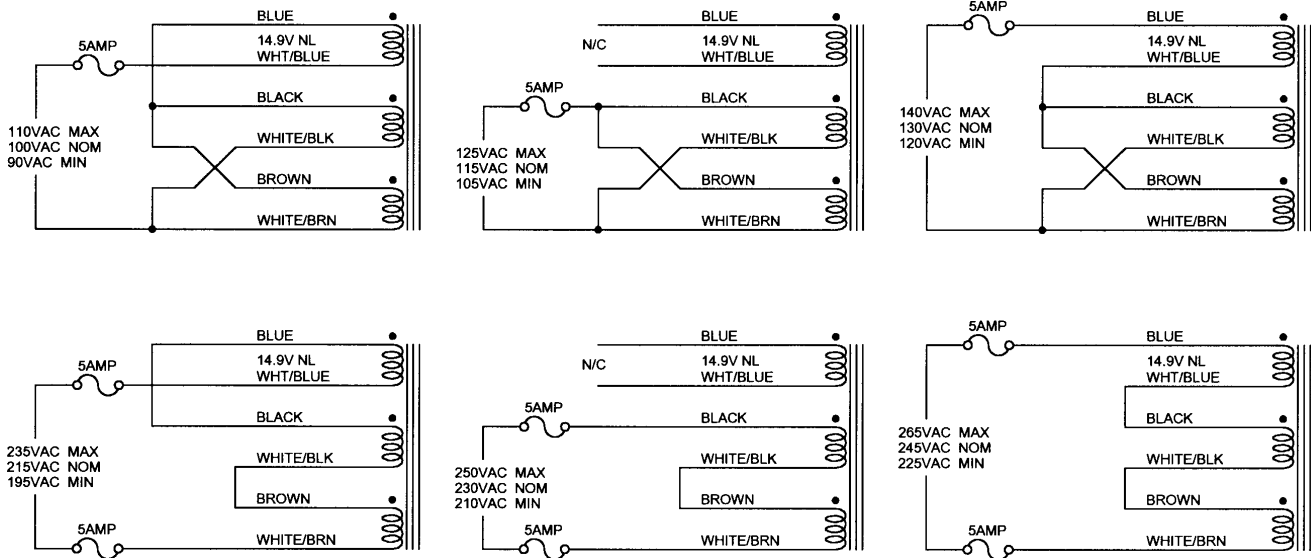 BLUE
5AMP
14.9V NL
WHT/BLUE
BLACK
110VAC MAX
100VAC NOM
90VAC MIN
WHITE/BLK
BROWN
WHITE/BRN
BLUE
N/C
14.9V NL
WHT/BLUE
5AMP
BLACK
125VAC MAX
115VAC NOM
105VAC MIN
WHITE/BLK
BROWN
WHITE/BRN
5AMP
BLUE
14.9V NL
WHT/BLUE
BLACK
140VAC MAX
130VAC NOM
120VAC MIN
WHITE/BLK
BROWN
WHITE/BRN
BLUE
5AMP
14.9V NL
WHT/BLUE
BLACK
235VAC MAX
215VAC NOM
195VAC MIN
WHITE/BLK
BROWN
5AMP
WHITE/BRN
BLUE
N/C
14.9V NL
WHT/BLUE
5AMP
BLACK
250VAC MAX
230VAC NOM
210VAC MIN
WHITE/BLK
BROWN
5AMP
WHITE/BRN
5AMP
BLUE
14.9V NL
WHT/BLUE
BLACK
265VAC MAX
245VAC NOM
225VAC MIN
WHITE/BLK
BROWN
5AMP
WHITE/BRN